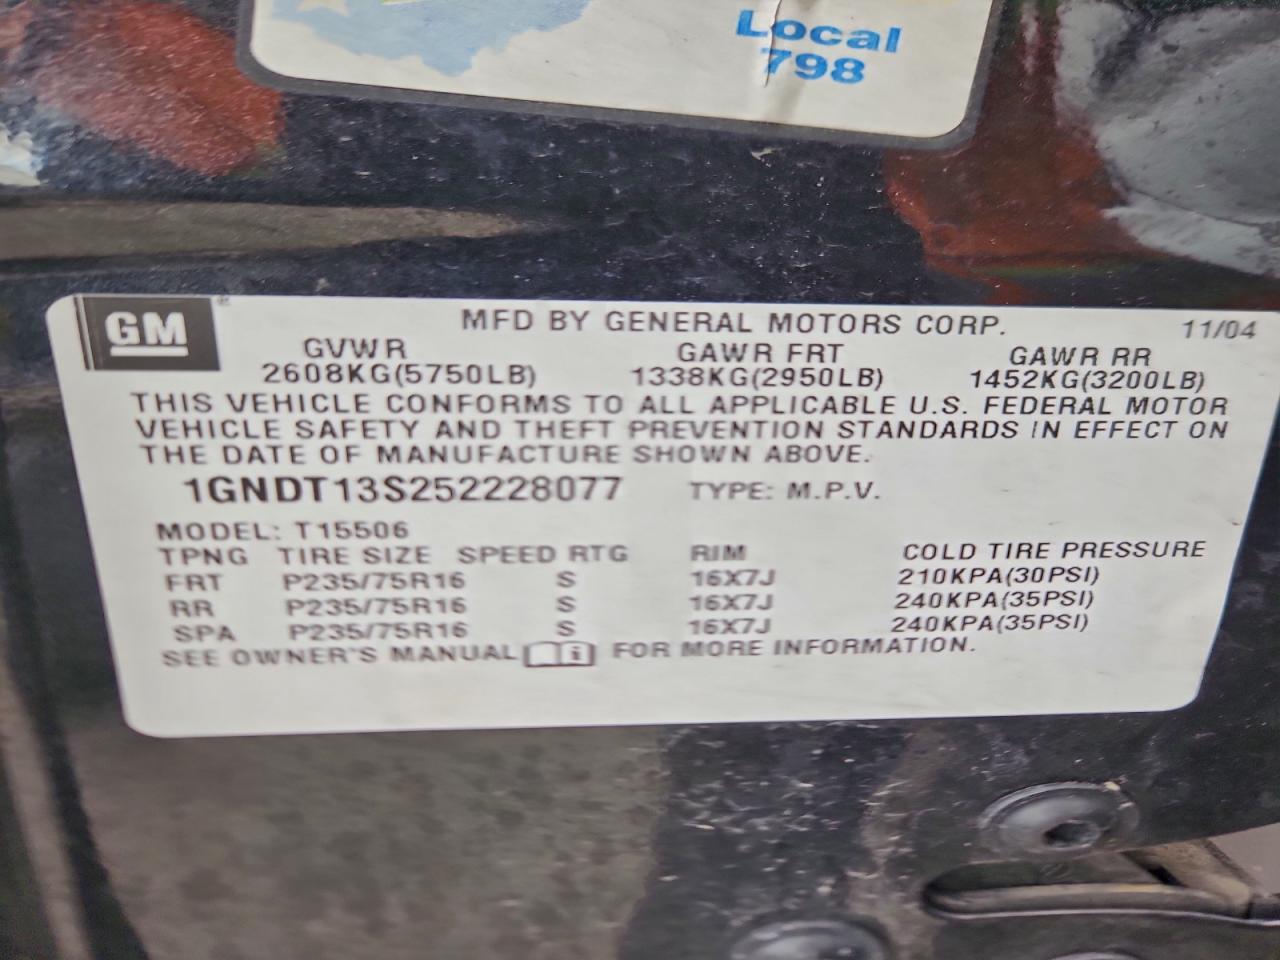 Local
798
GM
MFD BY GENERAL MOTORS CORP. 11/04
GVWR GAWR FRT GAWR RR
2608KG(5750LB) 1338KG(2950LB) 1452KG(3200LB)
THIS VEHICLE CONFORMS TO ALL APPLICABLE U.S. FEDERAL MOTOR
VEHICLE SAFETY AND THEFT PREVENTION STANDARDS IN EFFECT ON
THE DATE OF MANUFACTURE SHOWN ABOVE.
1GNDT13S252228077 TYPE: M.P.V.
MODEL: T15506
TPNG TIRE SIZE SPEED RTG RIM COLD TIRE PRESSURE
FRT P235/75R16 S 16X7J 210KPA(30PSI)
RR P235/75R16 S 16X7J 240KPA(35PSI)
SPA P235/75R16 S 16X7J 240KPA(35PSI)
SEE OWNER'S MANUAL i FOR MORE INFORMATION.